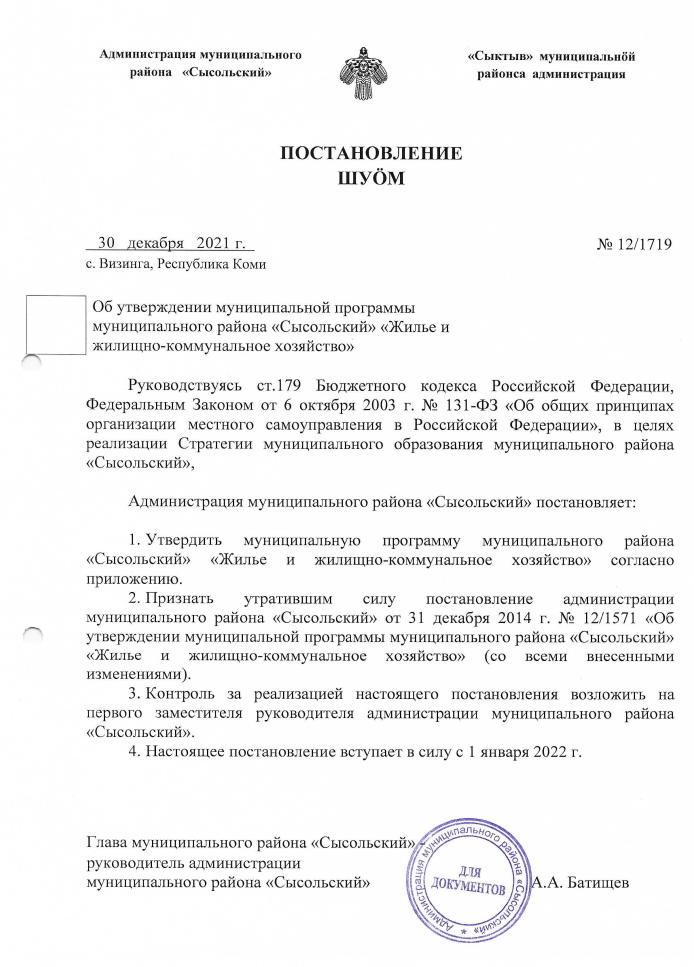 Администрация муниципального
района «Сысольский»
«Сыктыв» муниципальнӧй
районса администрация
ПОСТАНОВЛЕНИЕ
ШУӦМ
30 декабря 2021 г.
№ 12/1719
с. Визинга, Республика Коми
Об утверждении муниципальной программы
муниципального района «Сысольский» «Жилье и
жилищно-коммунальное хозяйство»
Руководствуясь ст.179 Бюджетного кодекса Российской Федерации,
Федеральным Законом от 6 октября 2003 г. № 131-ФЗ «Об общих принципах
организации местного самоуправления в Российской Федерации», в целях
реализации Стратегии муниципального образования муниципального района
«Сысольский»,
Администрация муниципального района «Сысольский» постановляет:
1. Утвердить муниципальную программу муниципального района
«Сысольский» «Жилье и жилищно-коммунальное хозяйство» согласно
приложению.
2. Признать утратившим силу постановление администрации
муниципального района «Сысольский» от 31 декабря 2014 г. № 12/1571 «Об
утверждении муниципальной программы муниципального района «Сысольский»
«Жилье и жилищно-коммунальное хозяйство» (со всеми внесенными
изменениями).
3. Контроль за реализацией настоящего постановления возложить на
первого заместителя руководителя администрации муниципального района
«Сысольский».
4. Настоящее постановление вступает в силу с 1 января 2022 г.
Глава муниципального района «Сысольский» -
руководитель администрации
муниципального района «Сысольский»
А.А. Батищев
Администрация муниципального района «Сысольский» *
ДЛЯ
ДОКУМЕНТОВ